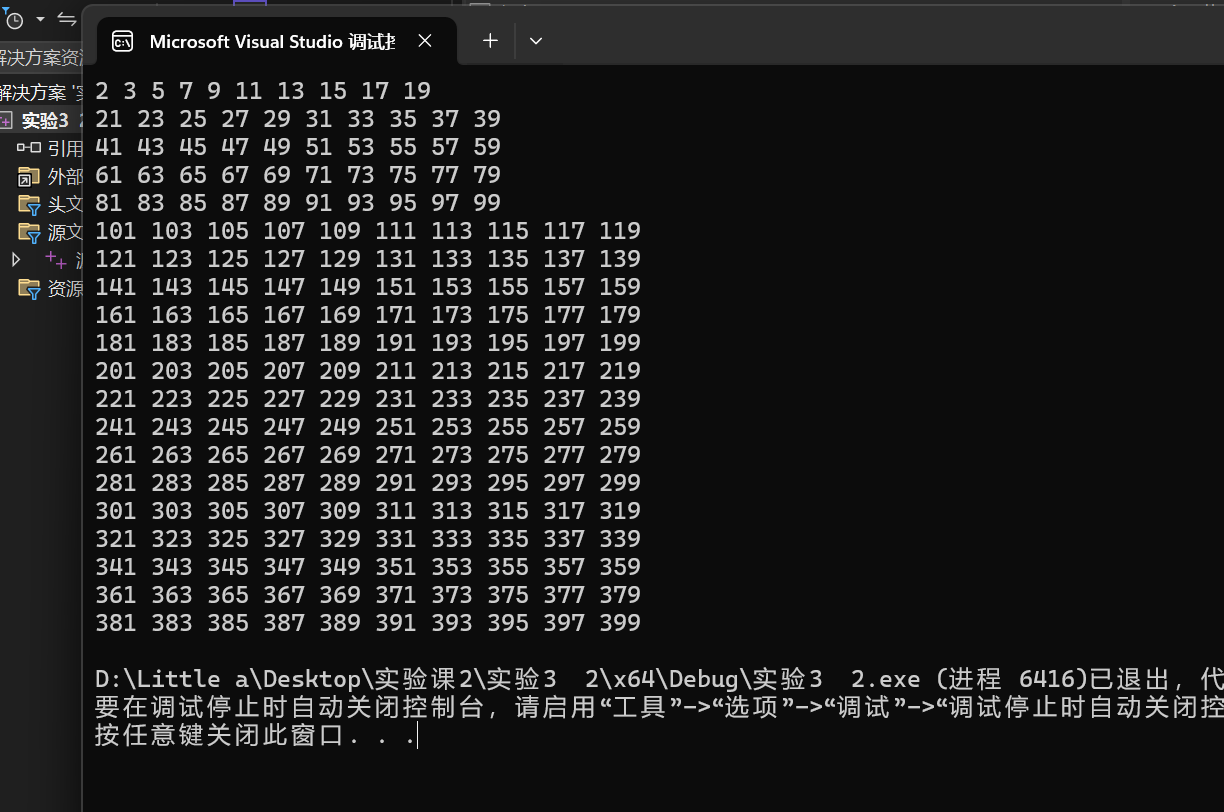 Microsoft Visual Studio 调试
解决方案资
解决方案 '
实验3 2
引用
外部
头文
源文
资源
2 3 5 7 9 11 13 15 17 19
21 23 25 27 29 31 33 35 37 39
41 43 45 47 49 51 53 55 57 59
61 63 65 67 69 71 73 75 77 79
81 83 85 87 89 91 93 95 97 99
101 103 105 107 109 111 113 115 117 119
121 123 125 127 129 131 133 135 137 139
141 143 145 147 149 151 153 155 157 159
161 163 165 167 169 171 173 175 177 179
181 183 185 187 189 191 193 195 197 199
201 203 205 207 209 211 213 215 217 219
221 223 225 227 229 231 233 235 237 239
241 243 245 247 249 251 253 255 257 259
261 263 265 267 269 271 273 275 277 279
281 283 285 287 289 291 293 295 297 299
301 303 305 307 309 311 313 315 317 319
321 323 325 327 329 331 333 335 337 339
341 343 345 347 349 351 353 355 357 359
361 363 365 367 369 371 373 375 377 379
381 383 385 387 389 391 393 395 397 399
D:\Little a\Desktop\实验课2\实验3  2\x64\Debug\实验3  2.exe (进程 6416)已退出，代
要在调试停止时自动关闭控制台，请启用“工具”->“选项”->“调试”->“调试停止时自动关闭控
按任意键关闭此窗口. . .